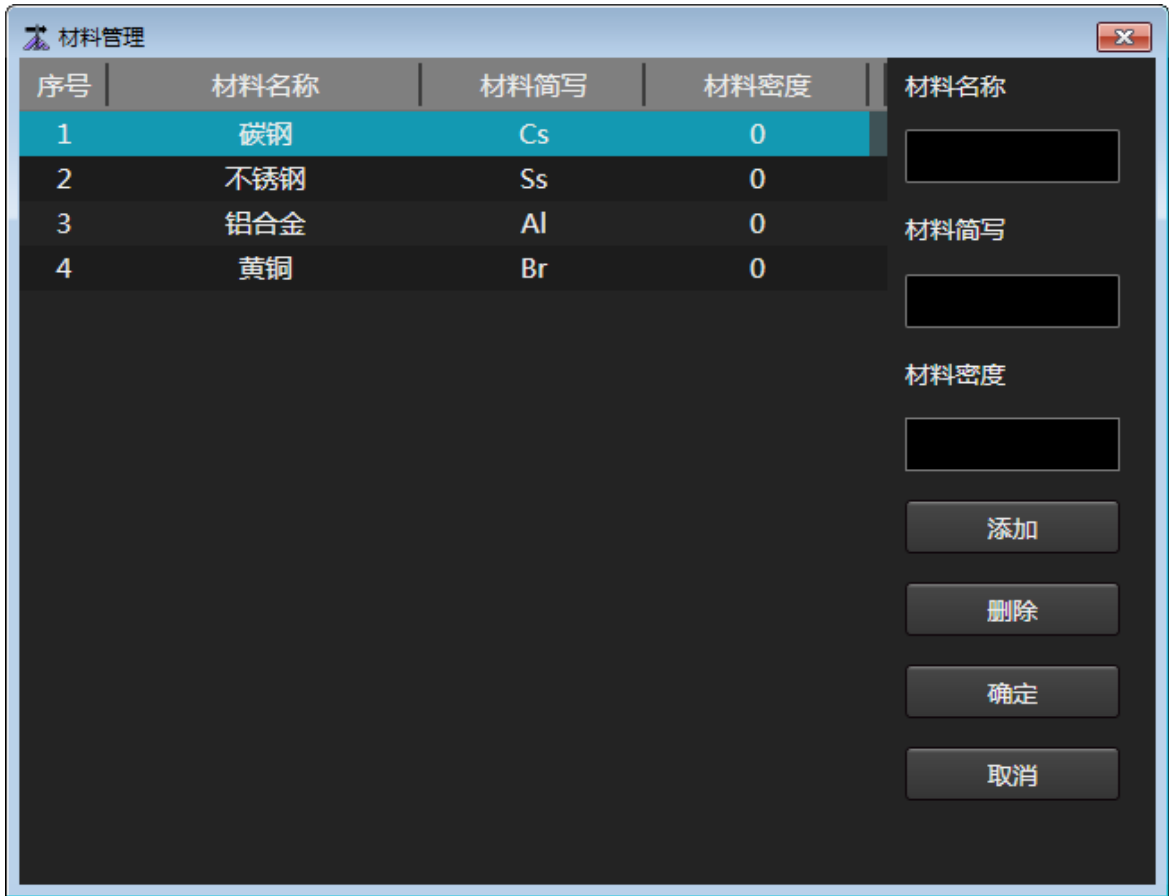 材料管理
序号 材料名称 材料简写 材料密度
1 碳钢 Cs 0
2 不锈钢 Ss 0
3 铝合金 Al 0
4 黄铜 Br 0
材料名称
材料简写
材料密度
添加
删除
确定
取消